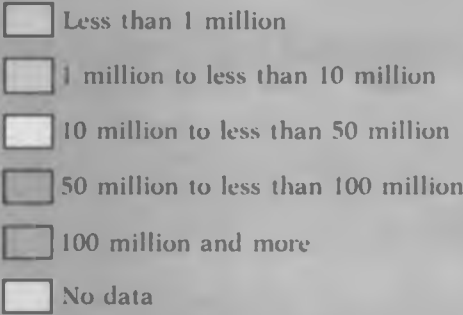 Less than 1 million
1 million to less than 10 million
10 million to less than 50 million
50 million to less than 100 million
100 million and more
No data